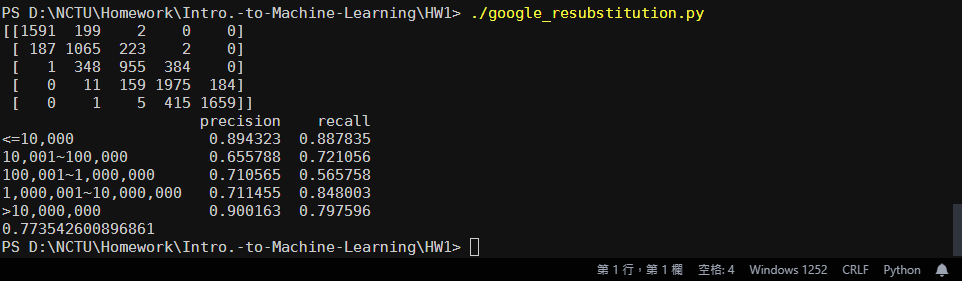 PS D:\NCTU\Homework\Intro.-to-Machine-Learning\HW1> ./google_resubstitution.py
[[1591  199    2    0    0]
 [ 187 1065  223    2    0]
 [   1  348  955  384    0]
 [   0   11  159 1975  184]
 [   0    1    5  415 1659]]
                      precision    recall
<=10,000               0.894323  0.887835
10,001~100,000         0.655788  0.721056
100,001~1,000,000      0.710565  0.565758
1,000,001~10,000,000   0.711455  0.848003
>10,000,000            0.900163  0.797596
0.773542600896861
PS D:\NCTU\Homework\Intro.-to-Machine-Learning\HW1>
第 1 行，第 1 欄 空格: 4 Windows 1252 CRLF Python